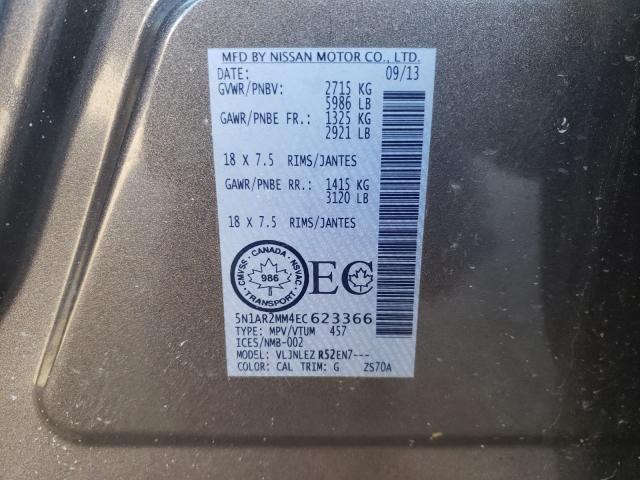 MFD BY NISSAN MOTOR CO., LTD.
DATE: 09/13
GVWR/PNBV: 2715 KG
5986 LB
GAWR/PNBE FR.: 1325 KG
2921 LB
18 X 7.5 RIMS/JANTES
GAWR/PNBE RR.: 1415 KG
3120 LB
18 X 7.5 RIMS/JANTES
CMVSS · CANADA · NSVAC
986
TRANSPORT
EC
5N1AR2MM4EC623366
TYPE: MPV/VTUM 457
ICES/NMB-002
MODEL: VLJNLEZ R52EN7---
COLOR: CAL TRIM: G ZS70A